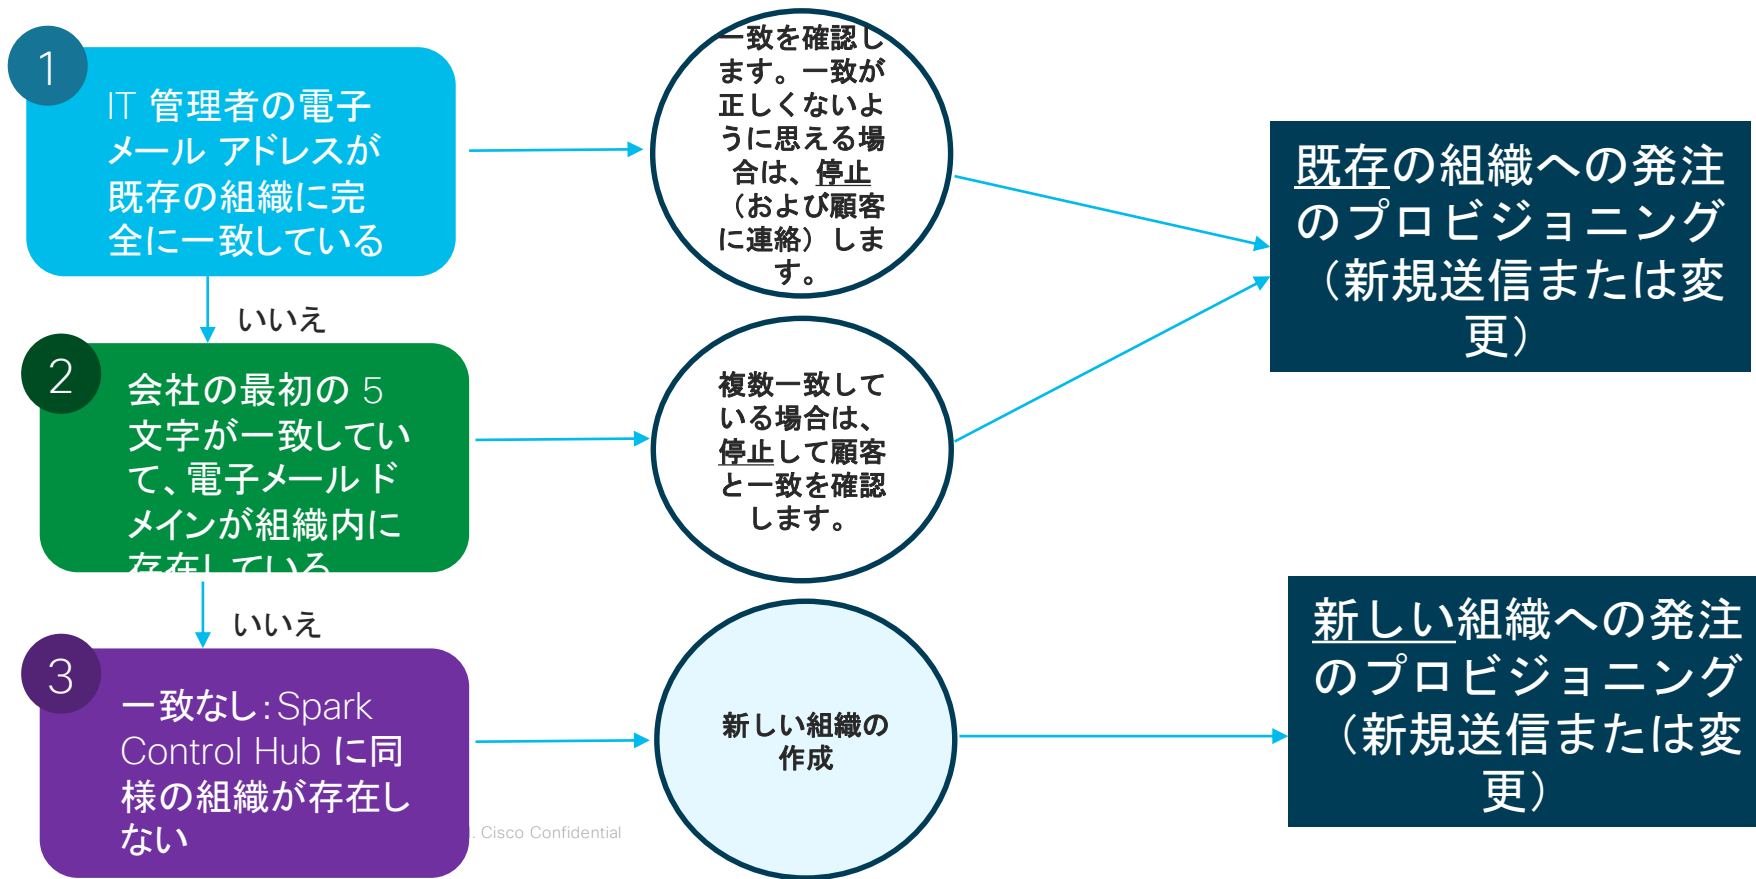 1
IT 管理者の電子
メール アドレスが
既存の組織に完
全に一致している
一致を確認し
ます。一致が
正しくないよ
うに思える場
合は、停止
（および顧客
に連絡）しま
す。
既存の組織への発注
のプロビジョニング
（新規送信または変
更）
いいえ
2
会社の最初の 5
文字が一致してい
て、電子メール ド
メインが組織内に
存在している
複数一致して
いる場合は、
停止して顧客
と一致を確認
します。
いいえ
3
一致なし：Spark
Control Hub に同
様の組織が存在し
ない
新しい組織の
作成
新しい組織への発注
のプロビジョニング
（新規送信または変
更）
. Cisco Confidential